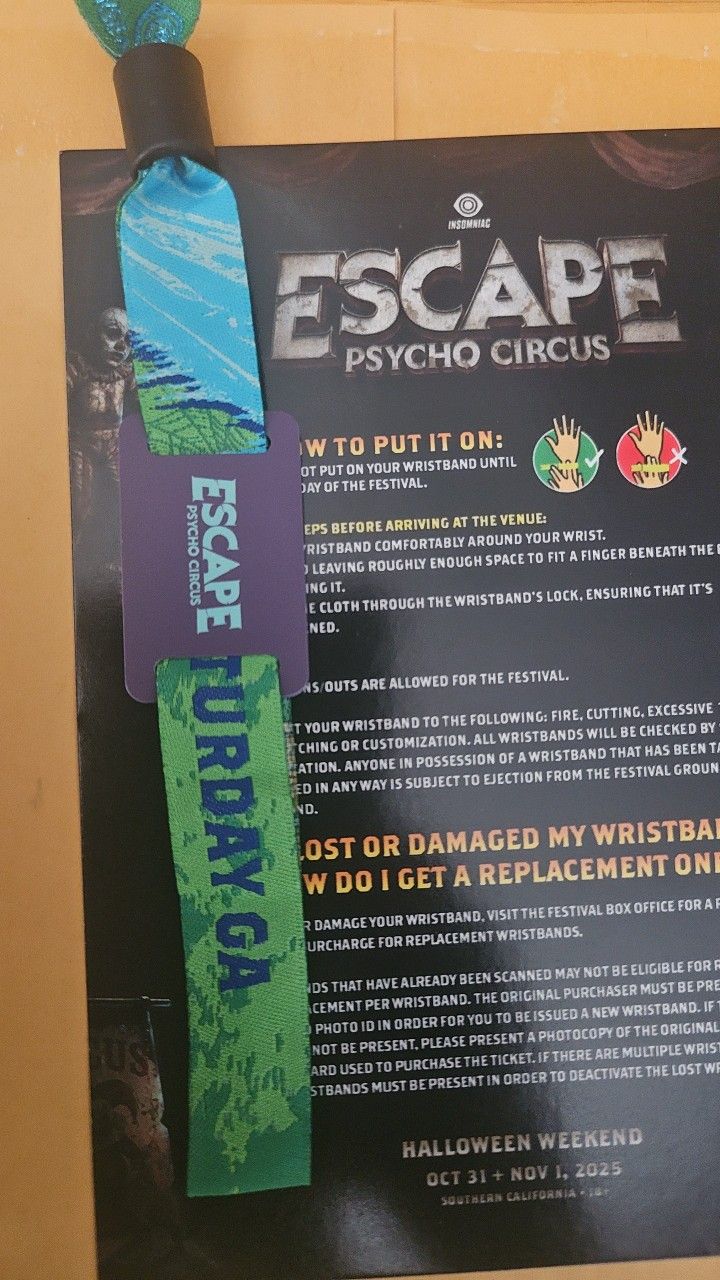 INSOMNIAC
ESCAPE
PSYCHO CIRCUS
OW TO PUT IT ON:
OT PUT ON YOUR WRISTBAND UNTIL
DAY OF THE FESTIVAL.
EPS BEFORE ARRIVING AT THE VENUE:
RISTBAND COMFORTABLY AROUND YOUR WRIST.
LEAVING ROUGHLY ENOUGH SPACE TO FIT A FINGER BENEATH THE
ING IT.
E CLOTH THROUGH THE WRISTBAND'S LOCK, ENSURING THAT IT'S
NED.
NS/OUTS ARE ALLOWED FOR THE FESTIVAL.
T YOUR WRISTBAND TO THE FOLLOWING: FIRE, CUTTING, EXCESSIVE
CHING OR CUSTOMIZATION. ALL WRISTBANDS WILL BE CHECKED BY
ATION. ANYONE IN POSSESSION OF A WRISTBAND THAT HAS BEEN TA
ED IN ANY WAY IS SUBJECT TO EJECTION FROM THE FESTIVAL GROUN
ND.
LOST OR DAMAGED MY WRISTBA
W DO I GET A REPLACEMENT ONE
R DAMAGE YOUR WRISTBAND, VISIT THE FESTIVAL BOX OFFICE FOR A
URCHARGE FOR REPLACEMENT WRISTBANDS.
NDS THAT HAVE ALREADY BEEN SCANNED MAY NOT BE ELIGIBLE FOR R
ACEMENT PER WRISTBAND. THE ORIGINAL PURCHASER MUST BE PRE
PHOTO ID IN ORDER FOR YOU TO BE ISSUED A NEW WRISTBAND. IF
NOT BE PRESENT, PLEASE PRESENT A PHOTOCOPY OF THE ORIGINAL
ARD USED TO PURCHASE THE TICKET. IF THERE ARE MULTIPLE WRIST
STBANDS MUST BE PRESENT IN ORDER TO DEACTIVATE THE LOST WR
HALLOWEEN WEEKEND
OCT 31 + NOV 1, 2025
SOUTHERN CALIFORNIA • 18+
ESCAPE
PSYCHO CIRCUS
TURDAY GA
US